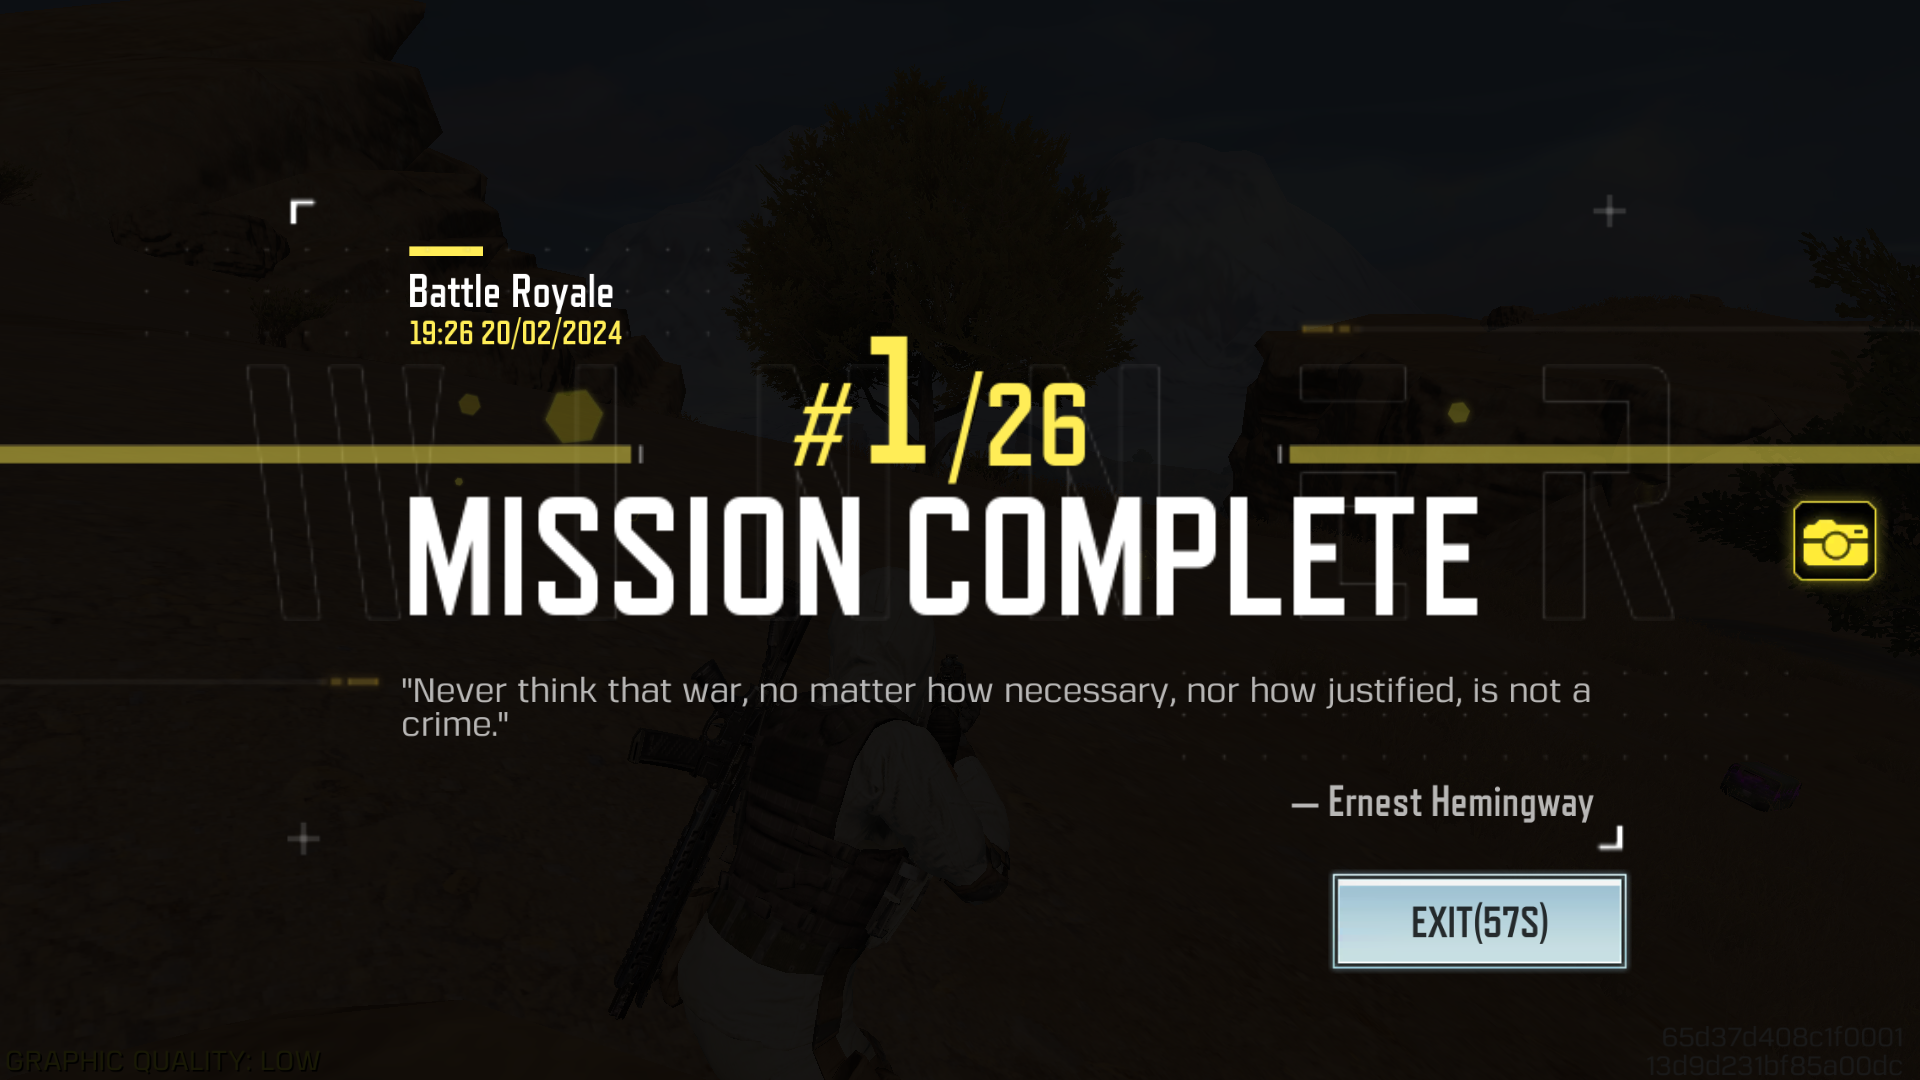 Battle Royale
19:26 20/02/2024
#1/26
WINNER
MISSION COMPLETE
"Never think that war, no matter how necessary, nor how justified, is not a
crime."
— Ernest Hemingway
EXIT(57S)
GRAPHIC QUALITY: LOW
65d37d408c1f0001
13d9d231bf85a00dc